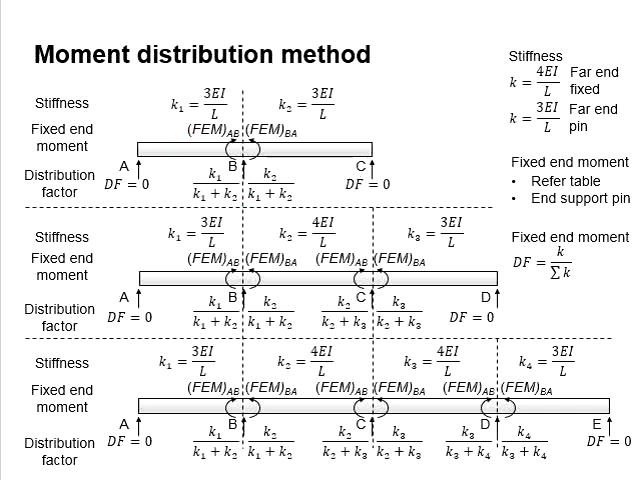 Moment distribution method
Stiffness
k = 4EI/L Far end fixed
k = 3EI/L Far end pin
Fixed end moment
• Refer table
• End support pin
Fixed end moment
DF = k/∑k
Stiffness k₁ = 3EI/L k₂ = 3EI/L
Fixed end moment (FEM)AB (FEM)BA
A B C
Distribution factor DF = 0 k₁/(k₁ + k₂) k₂/(k₁ + k₂) DF = 0
Stiffness k₁ = 3EI/L k₂ = 4EI/L k₃ = 3EI/L
Fixed end moment (FEM)AB (FEM)BA (FEM)AB (FEM)BA
A B C D
Distribution factor DF = 0 k₁/(k₁ + k₂) k₂/(k₁ + k₂) k₂/(k₂ + k₃) k₃/(k₂ + k₃) DF = 0
Stiffness k₁ = 3EI/L k₂ = 4EI/L k₃ = 4EI/L k₄ = 3EI/L
Fixed end moment (FEM)AB (FEM)BA (FEM)AB (FEM)BA (FEM)AB (FEM)BA
A B C D E
Distribution factor DF = 0 k₁/(k₁ + k₂) k₂/(k₁ + k₂) k₂/(k₂ + k₃) k₃/(k₂ + k₃) k₃/(k₃ + k₄) k₄/(k₃ + k₄) DF = 0